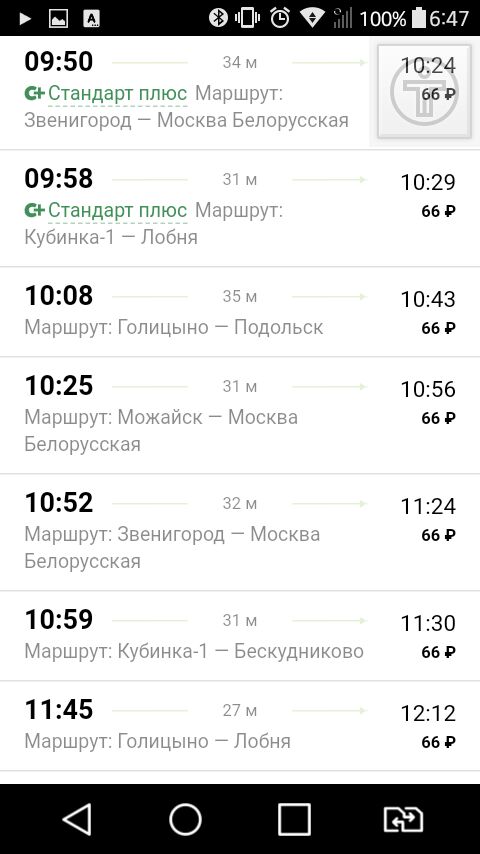 100% 6:47
09:50 34 м 10:24
Стандарт плюс Маршрут: 66 ₽
Звенигород — Москва Белорусская
09:58 31 м 10:29
Стандарт плюс Маршрут: 66 ₽
Кубинка-1 — Лобня
10:08 35 м 10:43
Маршрут: Голицыно — Подольск 66 ₽
10:25 31 м 10:56
Маршрут: Можайск — Москва 66 ₽
Белорусская
10:52 32 м 11:24
Маршрут: Звенигород — Москва 66 ₽
Белорусская
10:59 31 м 11:30
Маршрут: Кубинка-1 — Бескудниково 66 ₽
11:45 27 м 12:12
Маршрут: Голицыно — Лобня 66 ₽